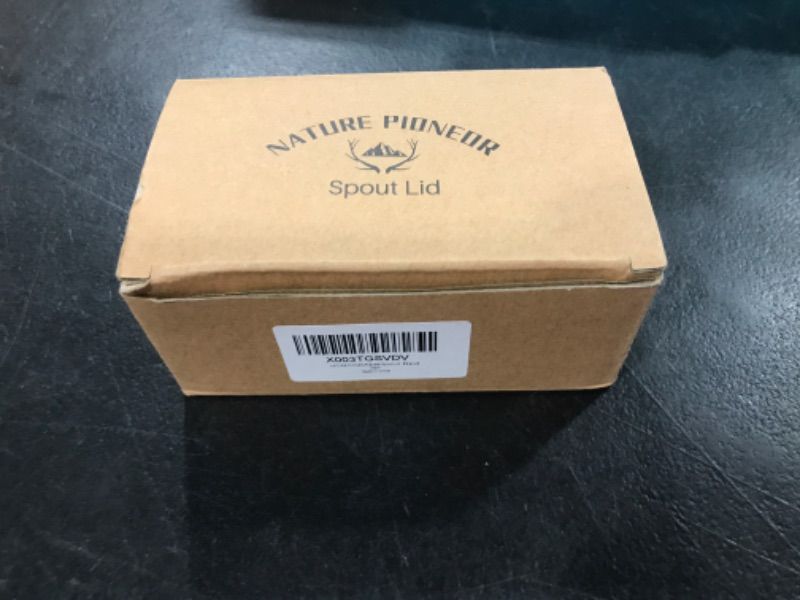 NATURE PIONEOR
Spout Lid
X003TGSVDV